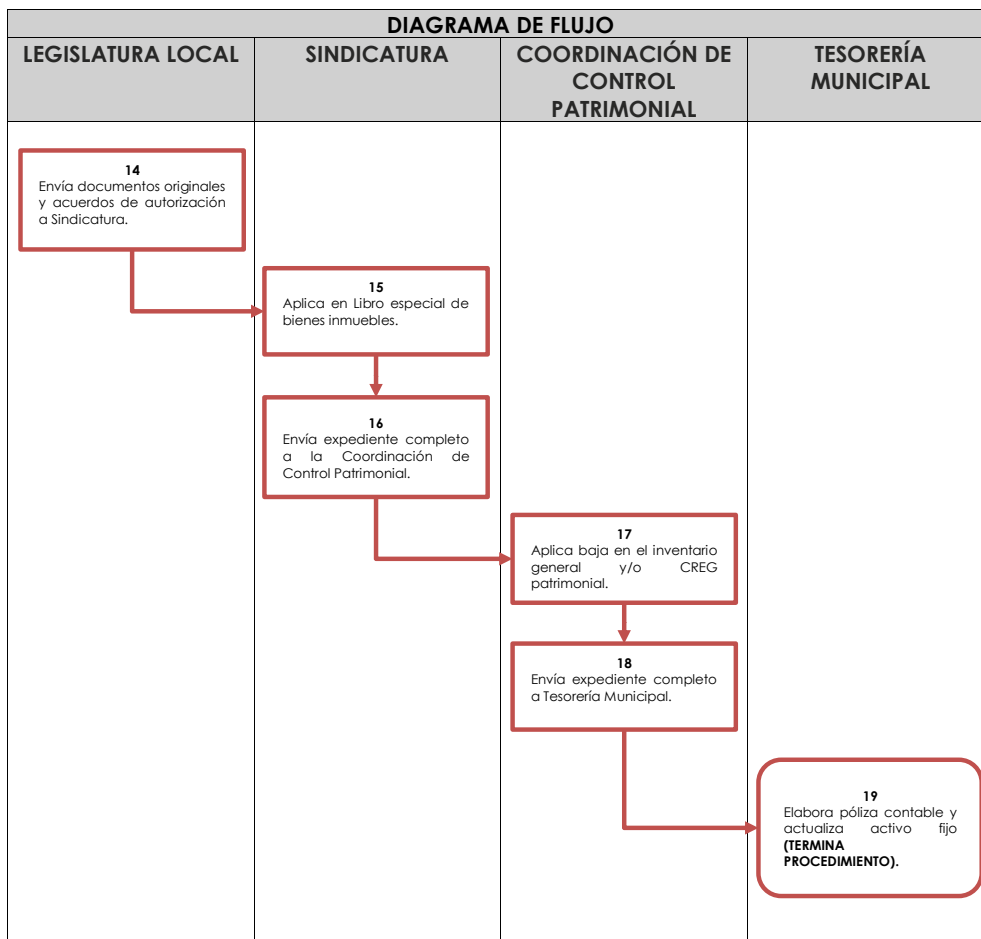 DIAGRAMA DE FLUJO
LEGISLATURA LOCAL
SINDICATURA
COORDINACIÓN DE
CONTROL
PATRIMONIAL
TESORERÍA
MUNICIPAL
14
Envía documentos originales
y acuerdos de autorización
a Sindicatura.
15
Aplica en Libro especial de
bienes inmuebles.
16
Envía expediente completo
a la Coordinación de
Control Patrimonial.
17
Aplica baja en el inventario
general y/o CREG
patrimonial.
18
Envía expediente completo
a Tesorería Municipal.
19
Elabora póliza contable y
actualiza activo fijo
(TERMINA
PROCEDIMIENTO).